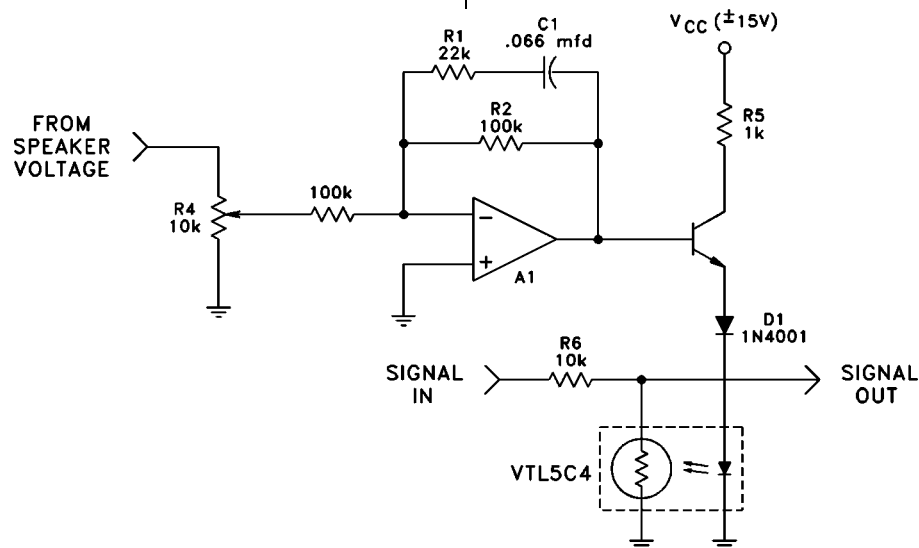 C1
.066 mfd
R1
22k
VCC (±15V)
R2
100k
R5
1k
FROM
SPEAKER
VOLTAGE
R4
10k
100k
−
+
A1
D1
1N4001
R6
10k
SIGNAL
IN
SIGNAL
OUT
VTL5C4